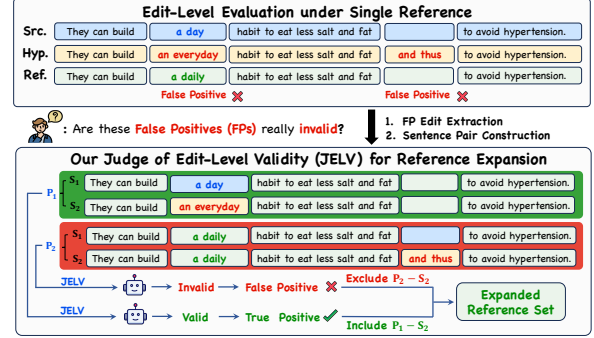 Edit-Level Evaluation under Single Reference
Src. They can build a day habit to eat less salt and fat to avoid hypertension.
Hyp. They can build an everyday habit to eat less salt and fat and thus to avoid hypertension.
Ref. They can build a daily habit to eat less salt and fat to avoid hypertension.
False Positive ✗ False Positive ✗
? : Are these False Positives (FPs) really invalid?
1. FP Edit Extraction
2. Sentence Pair Construction
Our Judge of Edit-Level Validity (JELV) for Reference Expansion
P₁ S₁ They can build a day habit to eat less salt and fat to avoid hypertension.
S₂ They can build an everyday habit to eat less salt and fat to avoid hypertension.
P₂ S₁ They can build a daily habit to eat less salt and fat to avoid hypertension.
S₂ They can build a daily habit to eat less salt and fat and thus to avoid hypertension.
JELV Invalid False Positive ✗ Exclude P₂ − S₂
JELV Valid True Positive ✓ Include P₁ − S₂
Expanded
Reference Set